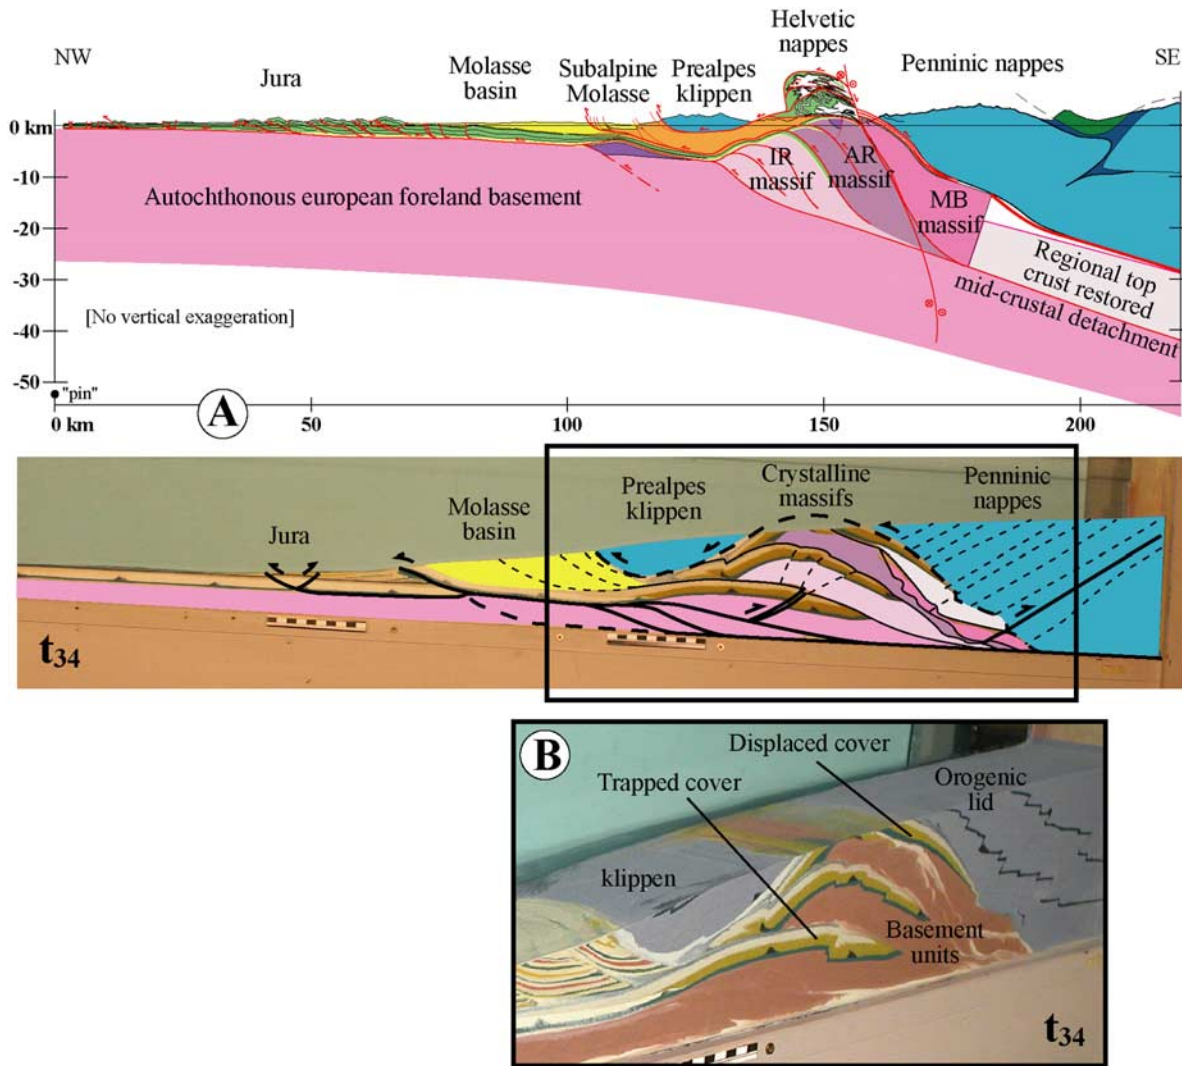 Helvetic
nappes
NW
Jura
Molasse
basin
Subalpine
Molasse
Prealpes
klippen
Penninic nappes
SE
0 km
-10
-20
-30
-40
-50
IR
massif
AR
massif
MB
massif
Autochthonous european foreland basement
Regional top
crust restored
mid-crustal detachment
[No vertical exaggeration]
"pin"
A
0 km
50
100
150
200
Jura
Molasse
basin
Prealpes
klippen
Crystalline
massifs
Penninic
nappes
t34
B
Displaced cover
Trapped cover
Orogenic
lid
klippen
Basement
units
t34